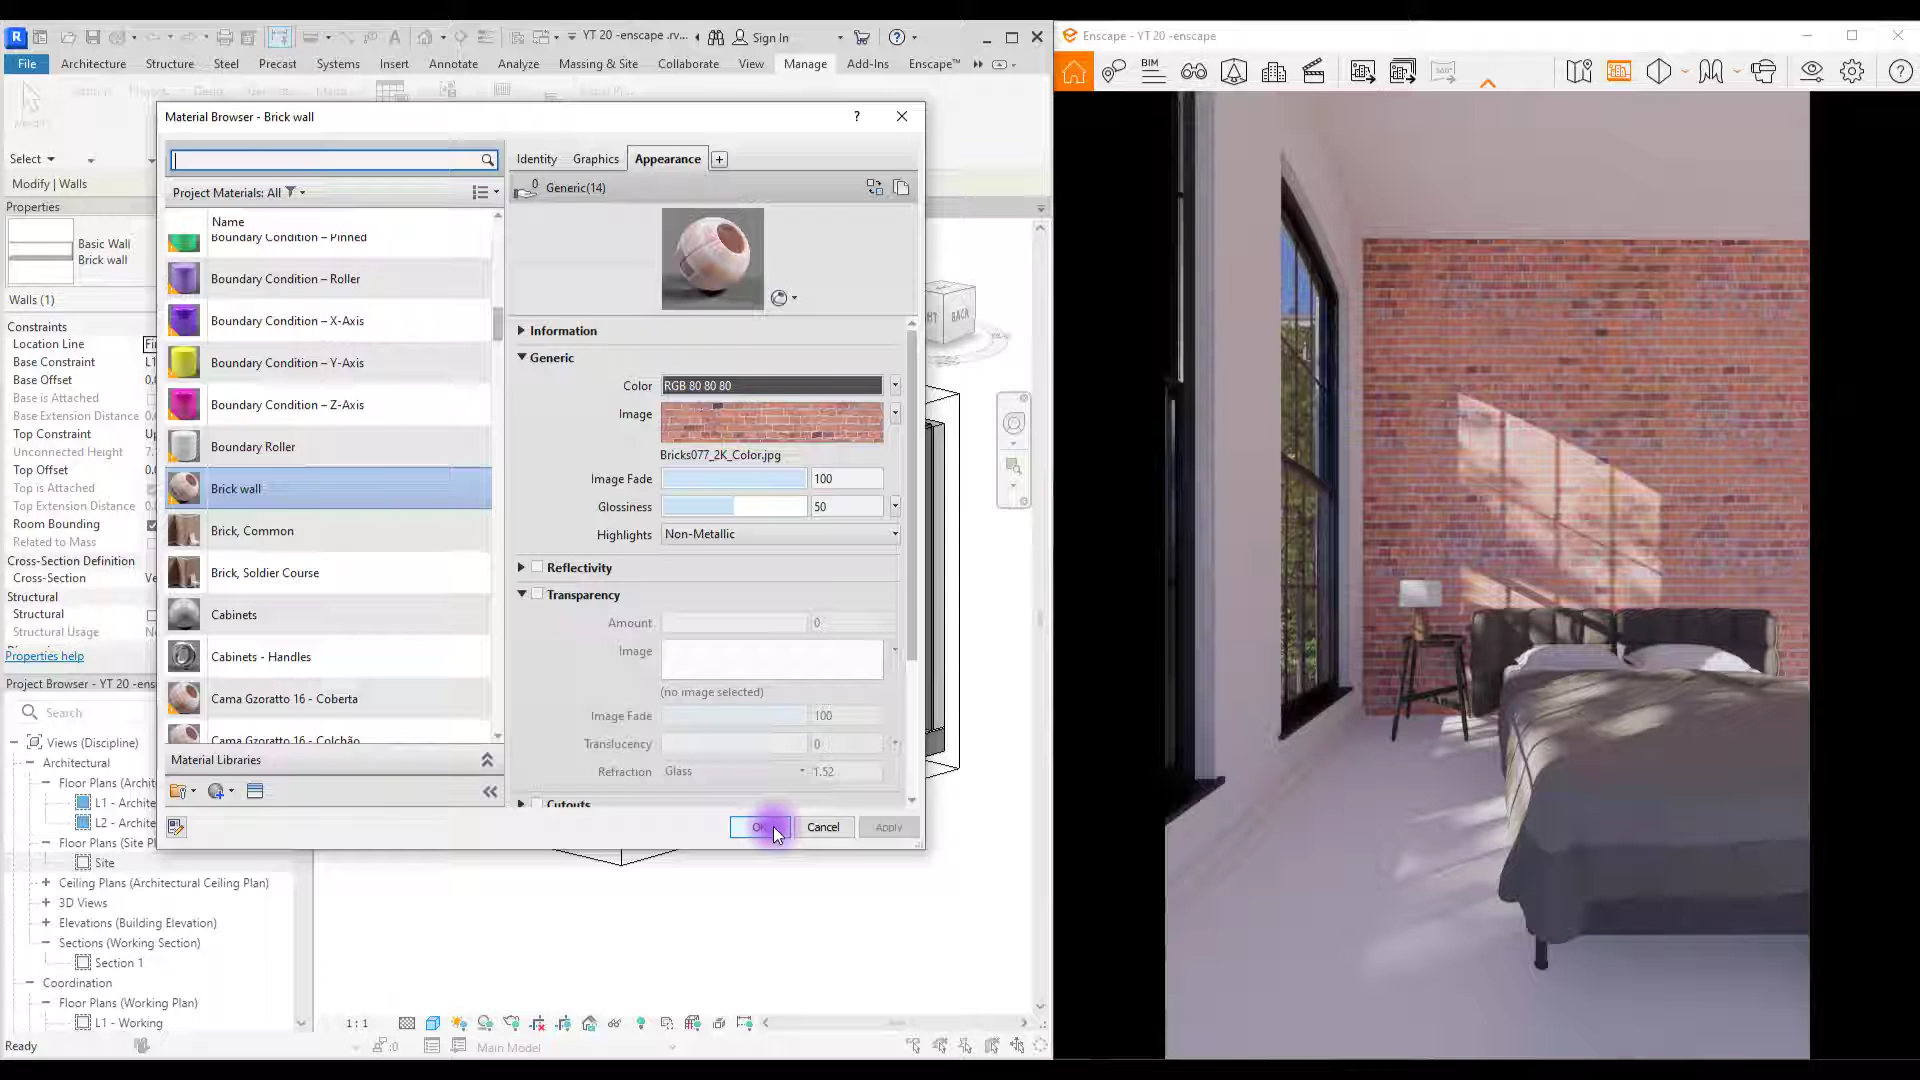 YT 20 -enscape .rv...
Sign In
File
Architecture
Structure
Steel
Precast
Systems
Insert
Annotate
Analyze
Massing & Site
Collaborate
View
Manage
Add-Ins
Enscape™
Select
Modify | Walls
Properties
Basic Wall
Brick wall
Walls (1)
Constraints
Location Line
Base Constraint
Base Offset
Base is Attached
Base Extension Distance
Top Constraint
Unconnected Height
Top Offset
Top is Attached
Top Extension Distance
Room Bounding
Related to Mass
Cross-Section Definition
Cross-Section
Structural
Structural
Structural Usage
Properties help
Project Browser - YT 20 -ens
Search
Views (Discipline)
Architectural
Floor Plans (Archit
L1 - Archite
L2 - Archite
Floor Plans (Site P
Site
Ceiling Plans (Architectural Ceiling Plan)
3D Views
Elevations (Building Elevation)
Sections (Working Section)
Section 1
Coordination
Floor Plans (Working Plan)
L1 - Working
Ready
Material Browser - Brick wall
Project Materials: All
Name
Boundary Condition – Pinned
Boundary Condition – Roller
Boundary Condition – X-Axis
Boundary Condition – Y-Axis
Boundary Condition – Z-Axis
Boundary Roller
Brick wall
Brick, Common
Brick, Soldier Course
Cabinets
Cabinets - Handles
Cama Gzoratto 16 - Coberta
Cama Gzoratto 16 - Colchão
Material Libraries
Identity
Graphics
Appearance
0
Generic(14)
Information
Generic
Color RGB 80 80 80
Image
Bricks077_2K_Color.jpg
Image Fade 100
Glossiness 50
Highlights Non-Metallic
Reflectivity
Transparency
Amount 0
Image
(no image selected)
Image Fade 100
Translucency 0
Refraction Glass 1.52
Cutouts
OK
Cancel
Apply
BACK
1 : 1
:0
Main Model
Enscape - YT 20 -enscape
BIM
360°